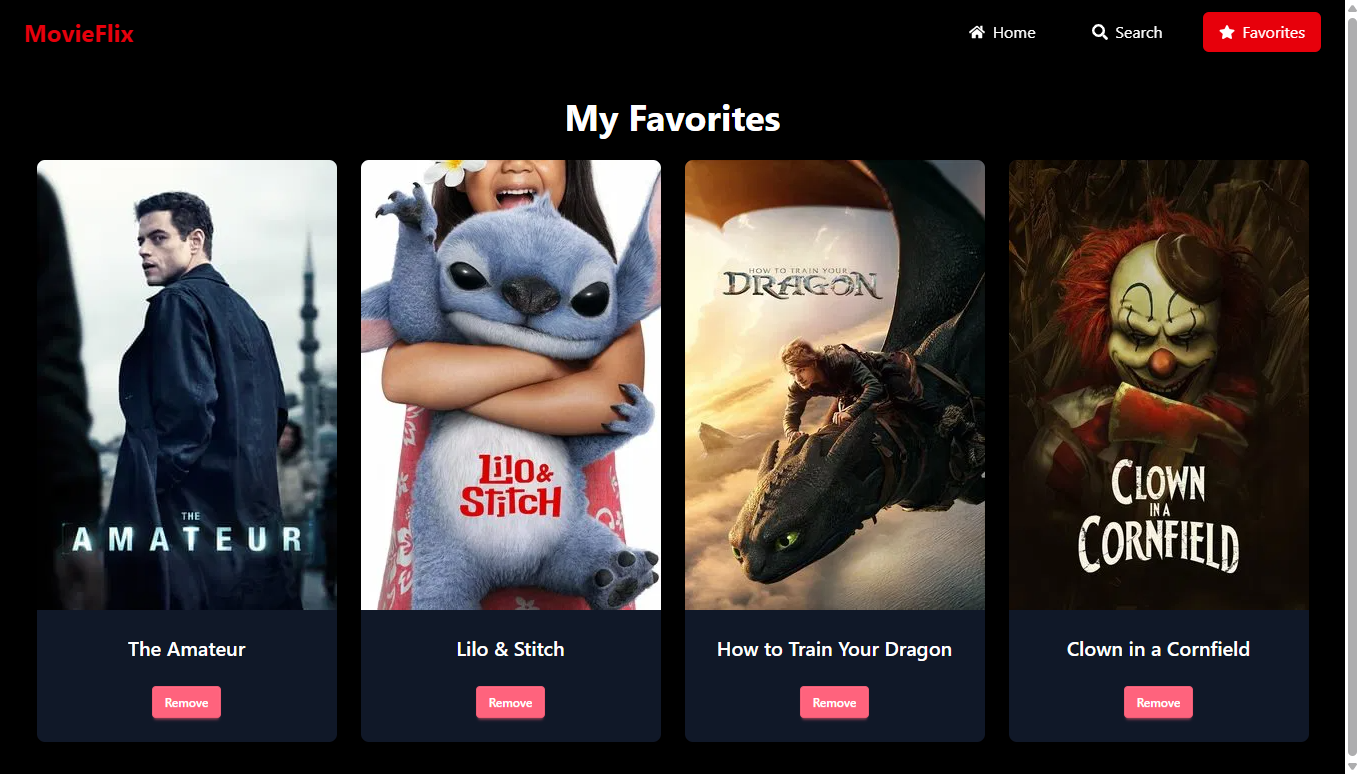 MovieFlix
Home
Search
Favorites
My Favorites
THE
AMATEUR
LiLO &
StitCH
HOW TO TRAIN YOUR
DRAGON
CLOWN
IN A
CORNFIELD
The Amateur
Lilo & Stitch
How to Train Your Dragon
Clown in a Cornfield
Remove
Remove
Remove
Remove